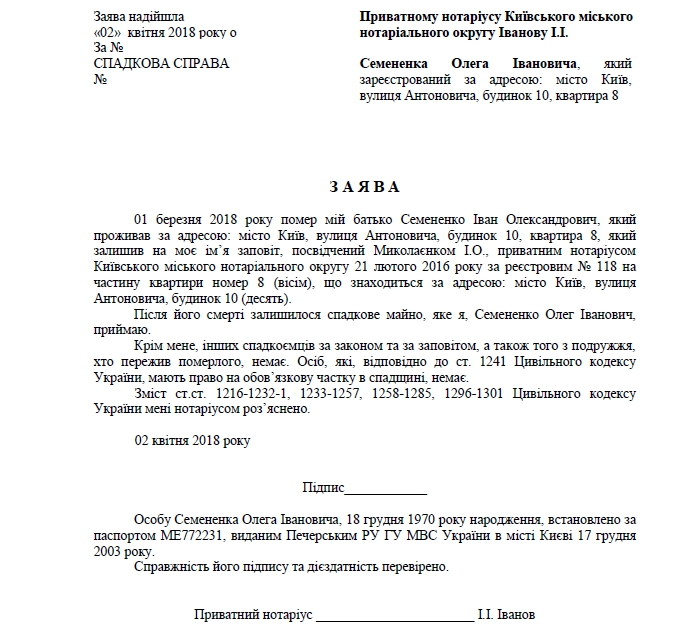 Заява надійшла
«02» квітня 2018 року о
За №
СПАДКОВА СПРАВА
№
Приватному нотаріусу Київського міського
нотаріального округу Іванову І.І.
Семененка Олега Івановича, який
зареєстрований за адресою: місто Київ,
вулиця Антоновича, будинок 10, квартира 8
З А Я В А
01 березня 2018 року помер мій батько Семененко Іван Олександрович, який
проживав за адресою: місто Київ, вулиця Антоновича, будинок 10, квартира 8, який
залишив на моє ім’я заповіт, посвідчений Миколаєнком І.О., приватним нотаріусом
Київського міського нотаріального округу 21 лютого 2016 року за реєстровим № 118 на
частину квартири номер 8 (вісім), що знаходиться за адресою: місто Київ, вулиця
Антоновича, будинок 10 (десять).
Після його смерті залишилося спадкове майно, яке я, Семененко Олег Іванович,
приймаю.
Крім мене, інших спадкоємців за законом та за заповітом, а також того з подружжя,
хто пережив померлого, немає. Осіб, які, відповідно до ст. 1241 Цивільного кодексу
України, мають право на обов’язкову частку в спадщині, немає.
Зміст ст.ст. 1216-1232-1, 1233-1257, 1258-1285, 1296-1301 Цивільного кодексу
України мені нотаріусом роз’яснено.
02 квітня 2018 року
Підпис_____________
Особу Семененка Олега Івановича, 18 грудня 1970 року народження, встановлено за
паспортом МЕ772231, виданим Печерським РУ ГУ МВС України в місті Києві 17 грудня
2003 року.
Справжність його підпису та дієздатність перевірено.
Приватний нотаріус ________________________ І.І. Іванов